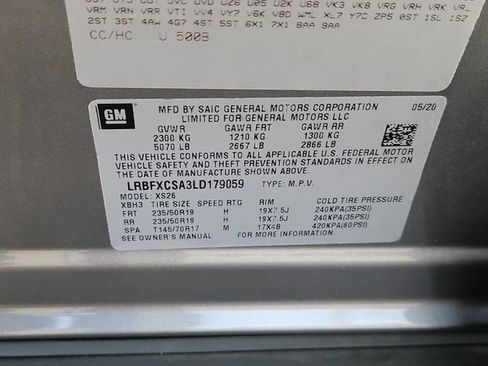 VRM VRN VRR VTI VV4 VY7 V6K V8D WML XL7 Y7C ZP5 0ST 1SL 1SZ
2ST 3ST 4AW 4G7 4ST 5ST 6X1 7X1 8AA 9AA
CC/HC U 5008
GM
MFD BY SAIC GENERAL MOTORS CORPORATION 05/20
LIMITED FOR GENERAL MOTORS LLC
GVWR GAWR FRT GAWR RR
2300 KG 1210 KG 1300 KG
5070 LB 2667 LB 2866 LB
THIS VEHICLE CONFORMS TO ALL APPLICABLE U.S. FEDERAL MOTOR
VEHICLE SAFETY AND THEFT PREVENTION STANDARDS IN EFFECT
ON THE DATE OF MANUFACTURE SHOWN ABOVE.
LRBFXCSA3LD179059 TYPE: M.P.V.
MODEL: XS26
XBH3 TIRE SIZE SPEED RTG RIM COLD TIRE PRESSURE
FRT 235/50R19 H 19X7.5J 240KPA(35PSI)
RR 235/50R19 H 19X7.5J 240KPA(35PSI)
SPA T145/70R17 M 17X4B 420KPA(60PSI)
SEE OWNER'S MANUAL FOR MORE INFORMATION.